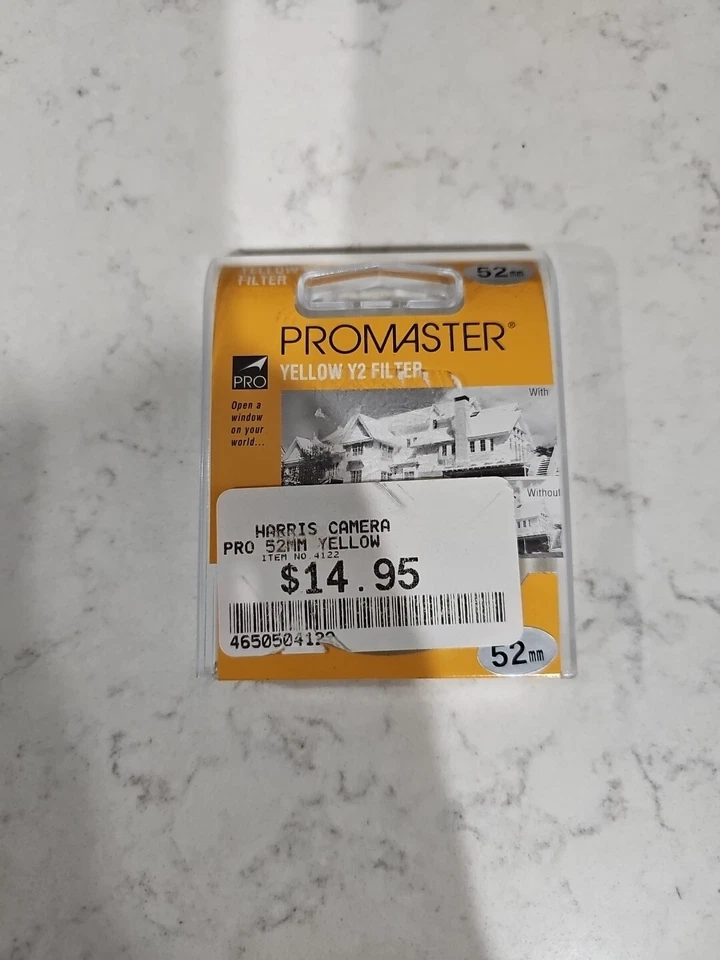 YELLOW
FILTER
52mm
PROMASTER®
PRO
YELLOW Y2 FILTER
Open a
window
on your
world...
With
Without
HARRIS CAMERA
PRO 52MM YELLOW
ITEM NO.4122
$14.95
4650504122
52mm